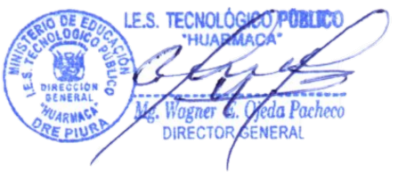 MINISTERIO DE EDUCACIÓN
I.E.S. TECNOLÓGICO PÚBLICO
DIRECCIÓN
GENERAL
"HUARMACA"
DRE PIURA
I.E.S. TECNOLÓGICO PÚBLICO
"HUARMACA"
Mg. Wagner Ojeda Pacheco
DIRECTOR GENERAL